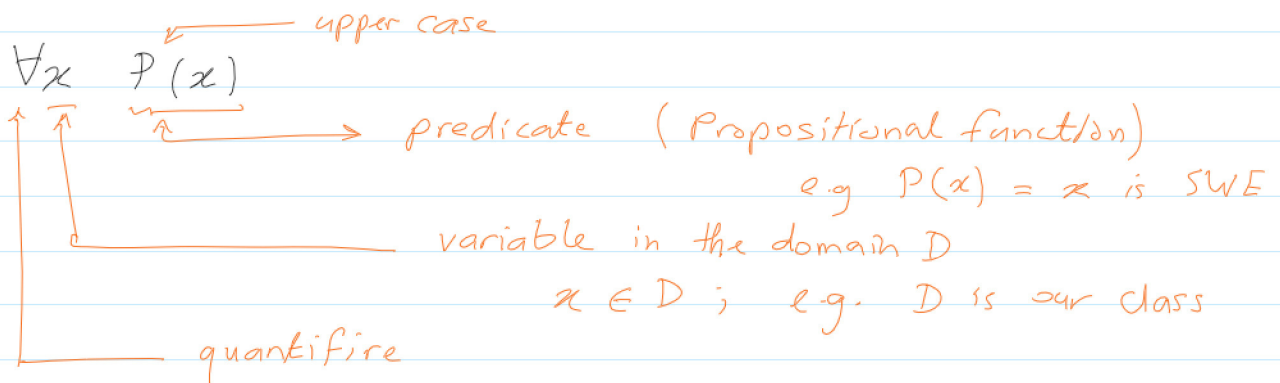 upper case
∀x P(x)
predicate (Propositional function)
e.g P(x) = x is SWE
variable in the domain D
x ∈ D ; e.g. D is our class
quantifire